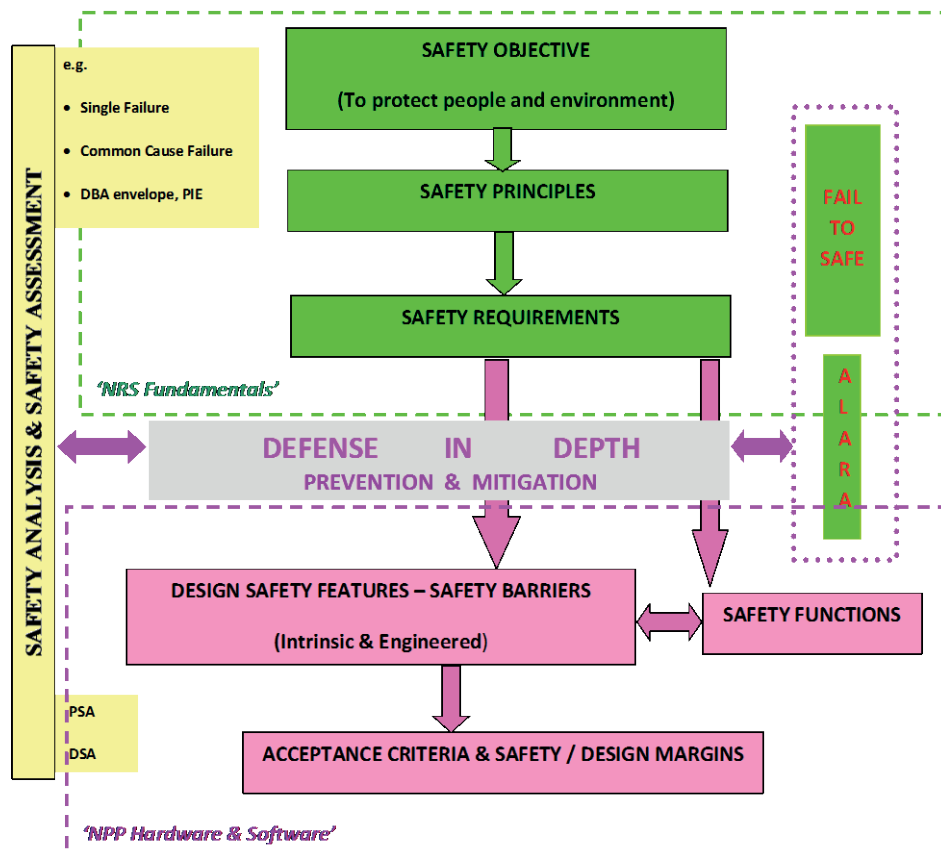 SAFETY ANALYSIS & SAFETY ASSESSMENT
e.g.
• Single Failure
• Common Cause Failure
• DBA envelope, PIE
SAFETY OBJECTIVE
(To protect people and environment)
SAFETY PRINCIPLES
SAFETY REQUIREMENTS
FAIL
TO
SAFE
A
L
A
R
A
‘NRS Fundamentals’
DEFENSE IN DEPTH
PREVENTION & MITIGATION
DESIGN SAFETY FEATURES – SAFETY BARRIERS
(Intrinsic & Engineered)
SAFETY FUNCTIONS
PSA
DSA
ACCEPTANCE CRITERIA & SAFETY / DESIGN MARGINS
‘NPP Hardware & Software’